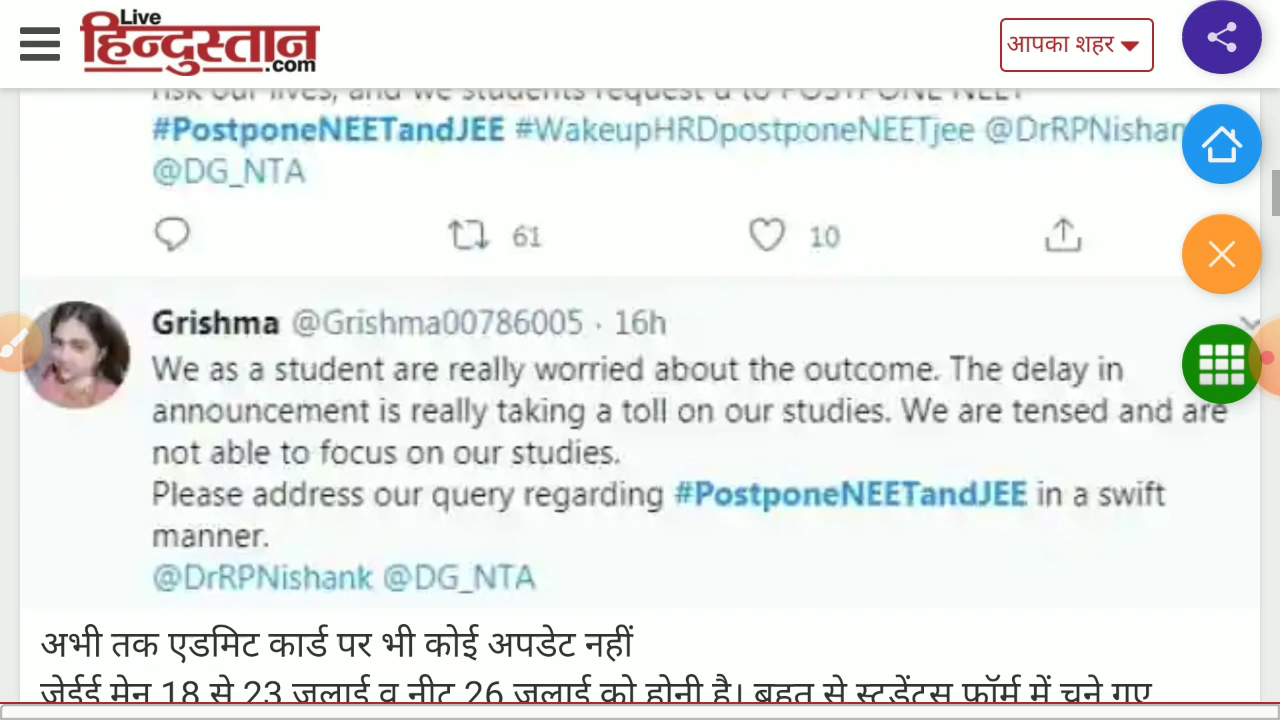 Live
हिन्दुस्तान
.com
आपका शहर
risk our lives, and we students request u to POSTPONE NEET
#PostponeNEETandJEE #WakeupHRDpostponeNEETjee @DrRPNishan
@DG_NTA
61 10
Grishma @Grishma00786005 · 16h
We as a student are really worried about the outcome. The delay in
announcement is really taking a toll on our studies. We are tensed and are
not able to focus on our studies.
Please address our query regarding #PostponeNEETandJEE in a swift
manner.
@DrRPNishank @DG_NTA
अभी तक एडमिट कार्ड पर भी कोई अपडेट नहीं
जेईई मेन 18 से 23 जुलाई व नीट 26 जुलाई को होनी है। बहुत से स्टूडेंट्स फॉर्म में चुने गए